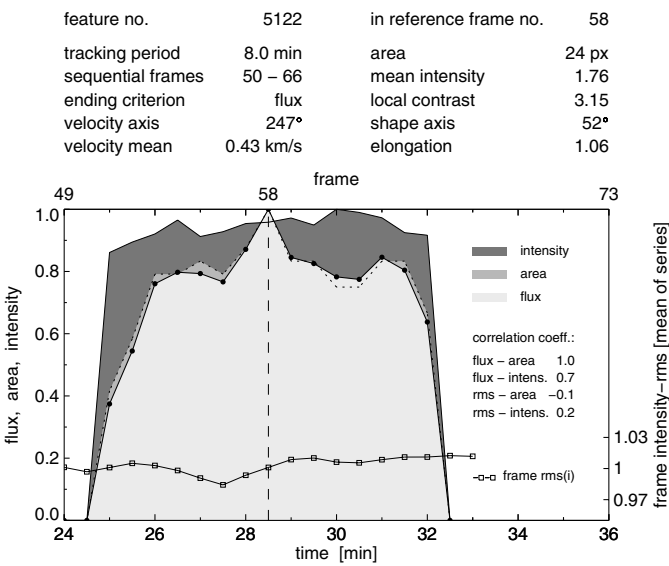 feature no. 5122 in reference frame no. 58
tracking period 8.0 min area 24 px
sequential frames 50 – 66 mean intensity 1.76
ending criterion flux local contrast 3.15
velocity axis 247° shape axis 52°
velocity mean 0.43 km/s elongation 1.06
frame
49 58 73
1.0
0.8
0.6
0.4
0.2
0.0
flux, area, intensity
intensity
area
flux
correlation coeff.:
flux – area 1.0
flux – intens. 0.7
rms – area –0.1
rms – intens. 0.2
frame rms(i)
1.03
1
0.97
frame intensity–rms [mean of series]
24 26 28 30 32 34 36
time [min]